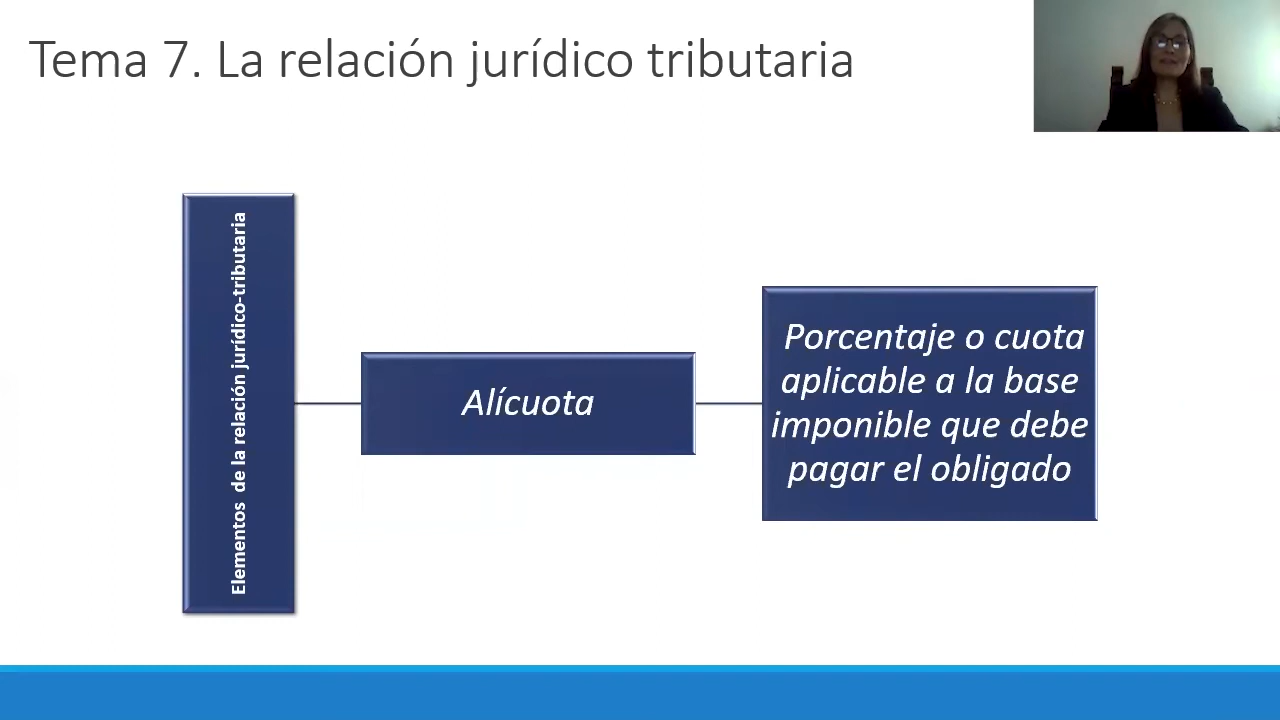 Tema 7. La relación jurídico tributaria
Elementos de la relación jurídico-tributaria
Alícuota
Porcentaje o cuota
aplicable a la base
imponible que debe
pagar el obligado